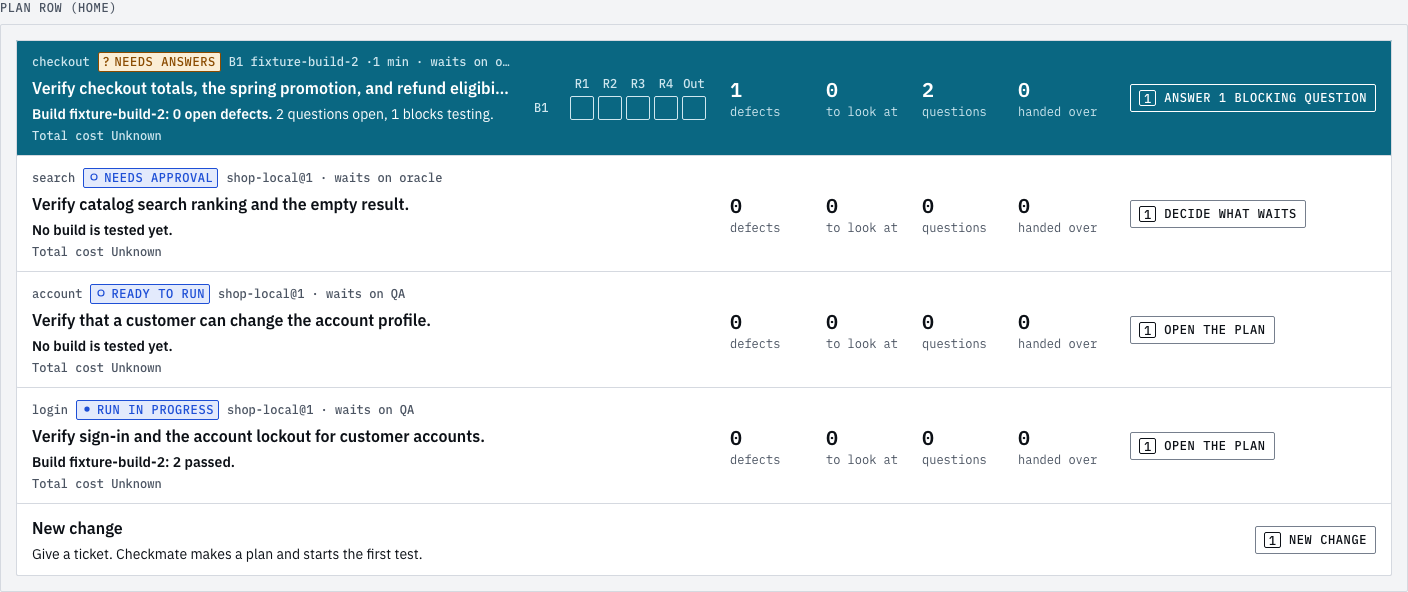 PLAN ROW (HOME)
checkout ? NEEDS ANSWERS B1 fixture-build-2 ·1 min · waits on o…
Verify checkout totals, the spring promotion, and refund eligibi…
Build fixture-build-2: 0 open defects. 2 questions open, 1 blocks testing.
Total cost Unknown
R1 R2 R3 R4 Out
B1
1 defects
0 to look at
2 questions
0 handed over
1 ANSWER 1 BLOCKING QUESTION
search NEEDS APPROVAL shop-local@1 · waits on oracle
Verify catalog search ranking and the empty result.
No build is tested yet.
Total cost Unknown
0 defects
0 to look at
0 questions
0 handed over
1 DECIDE WHAT WAITS
account READY TO RUN shop-local@1 · waits on QA
Verify that a customer can change the account profile.
No build is tested yet.
Total cost Unknown
0 defects
0 to look at
0 questions
0 handed over
1 OPEN THE PLAN
login RUN IN PROGRESS shop-local@1 · waits on QA
Verify sign-in and the account lockout for customer accounts.
Build fixture-build-2: 2 passed.
Total cost Unknown
0 defects
0 to look at
0 questions
0 handed over
1 OPEN THE PLAN
New change
Give a ticket. Checkmate makes a plan and starts the first test.
1 NEW CHANGE